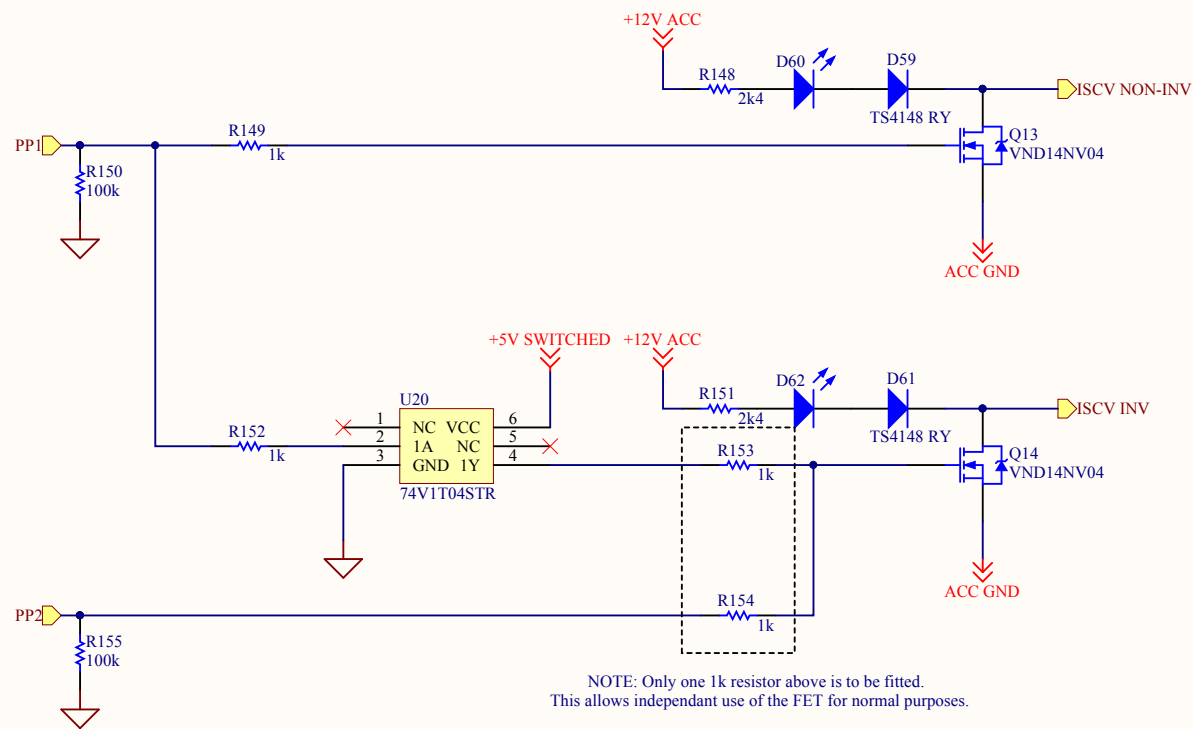 +12V ACC
R148
2k4
D60
D59
TS4148 RY
ISCV NON-INV
PP1
R149
1k
R150
100k
Q13
VND14NV04
ACC GND
+5V SWITCHED
+12V ACC
R151
2k4
D62
D61
TS4148 RY
ISCV INV
U20
1 NC VCC 6
2 1A NC 5
3 GND 1Y 4
74V1T04STR
R152
1k
R153
1k
Q14
VND14NV04
ACC GND
PP2
R154
1k
R155
100k
NOTE: Only one 1k resistor above is to be fitted.
This allows independant use of the FET for normal purposes.